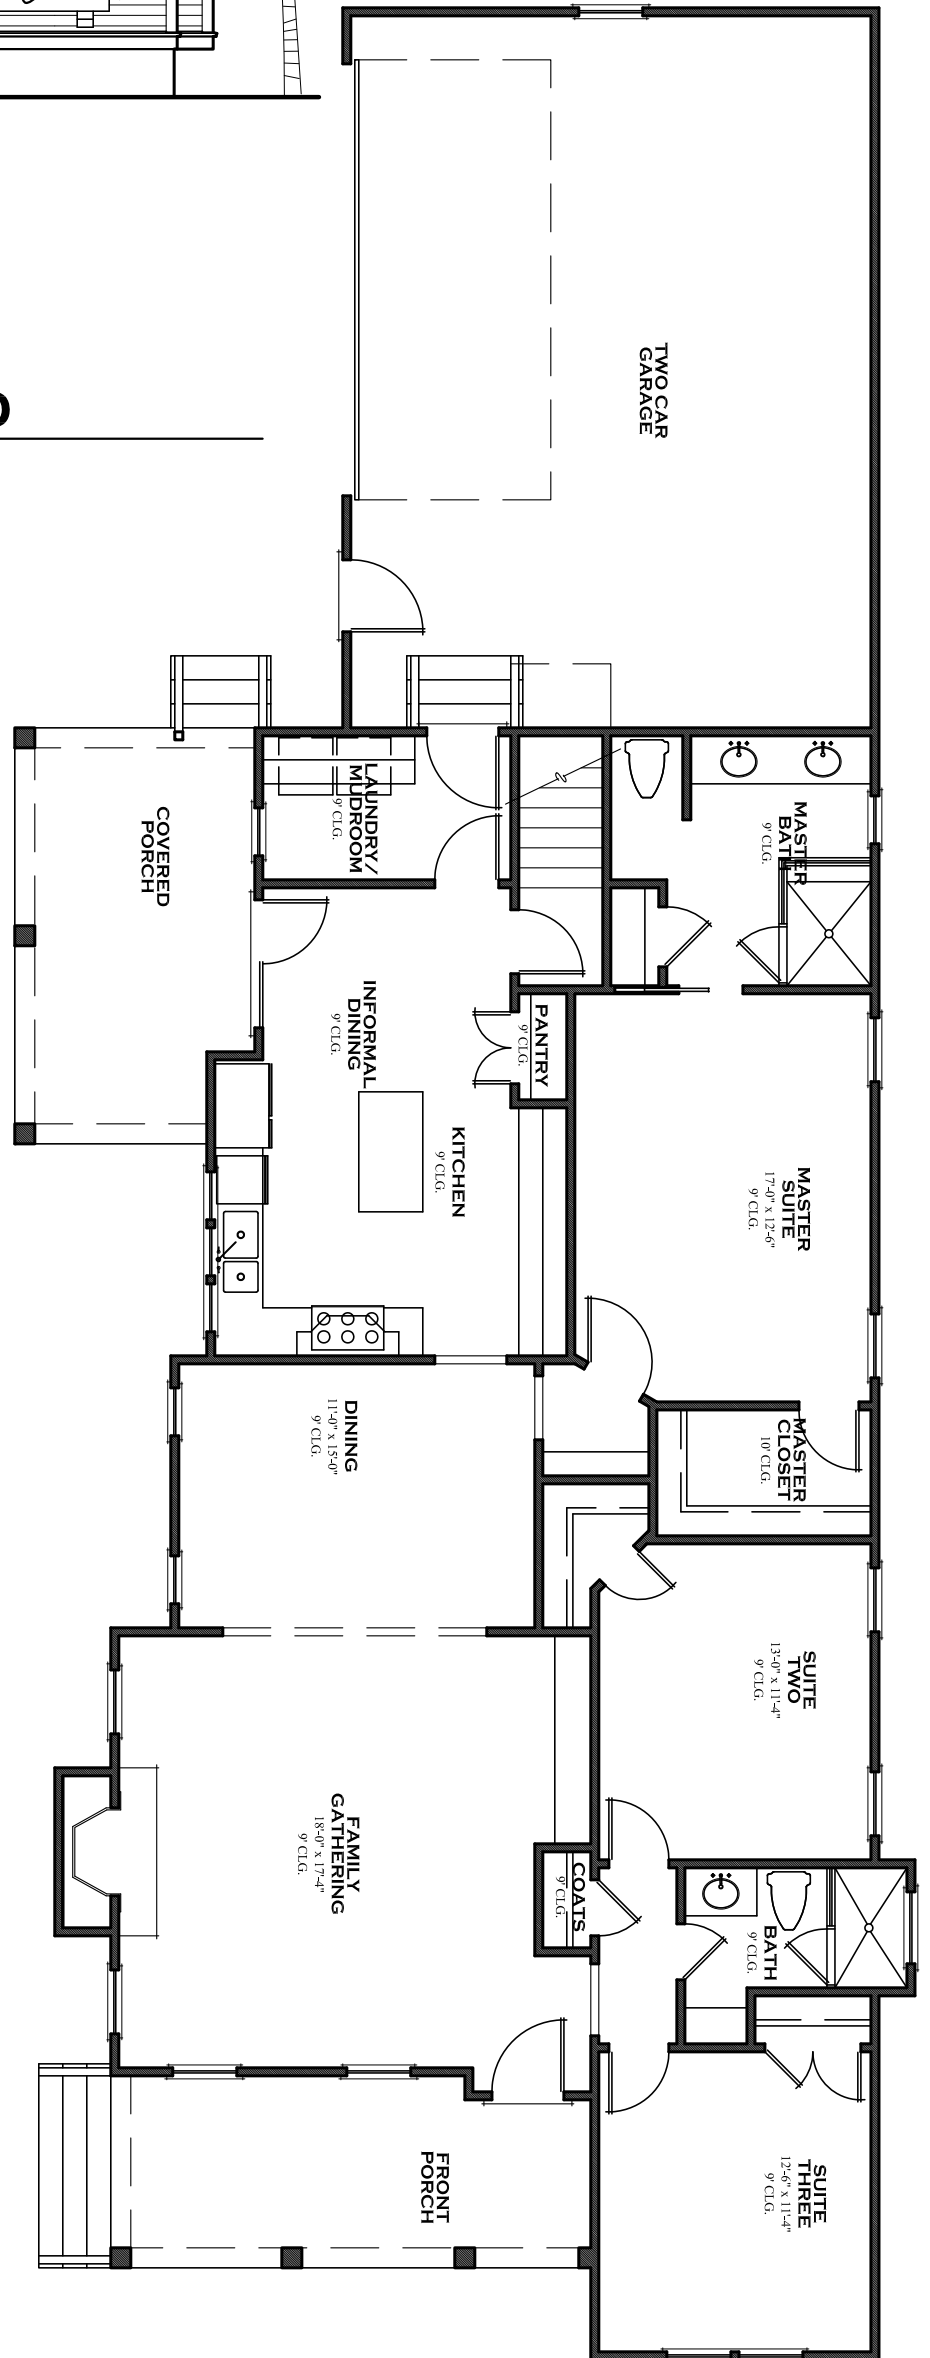 TWO CAR
GARAGE
MASTER
BATH
9' CLG.
LAUNDRY/
MUDROOM
9' CLG.
COVERED
PORCH
INFORMAL
DINING
9' CLG.
PANTRY
9' CLG.
KITCHEN
9' CLG.
MASTER
SUITE
17'-0" x 12'-6"
9' CLG.
MASTER
CLOSET
10' CLG.
DINING
11'-0" x 15'-0"
9' CLG.
SUITE
TWO
13'-0" x 11'-4"
9' CLG.
FAMILY
GATHERING
18'-0" x 17'-4"
9' CLG.
COATS
9' CLG.
BATH
9' CLG.
SUITE
THREE
12'-6" x 11'-4"
9' CLG.
FRONT
PORCH